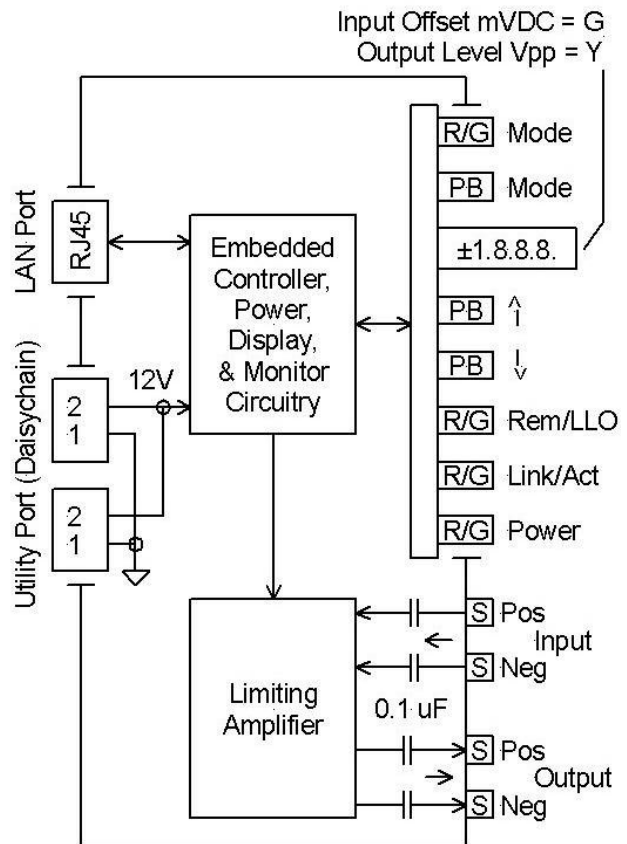 Input Offset mVDC = G
Output Level Vpp = Y
R/G Mode
PB Mode
±1.8.8.8.
PB ^
PB v
R/G Rem/LLO
R/G Link/Act
R/G Power
LAN Port
RJ45
Embedded
Controller,
Power,
Display,
& Monitor
Circuitry
12V
Utility Port (Daisychain)
2
1
2
1
Limiting
Amplifier
0.1 uF
S Pos
Input
S Neg
S Pos
Output
S Neg